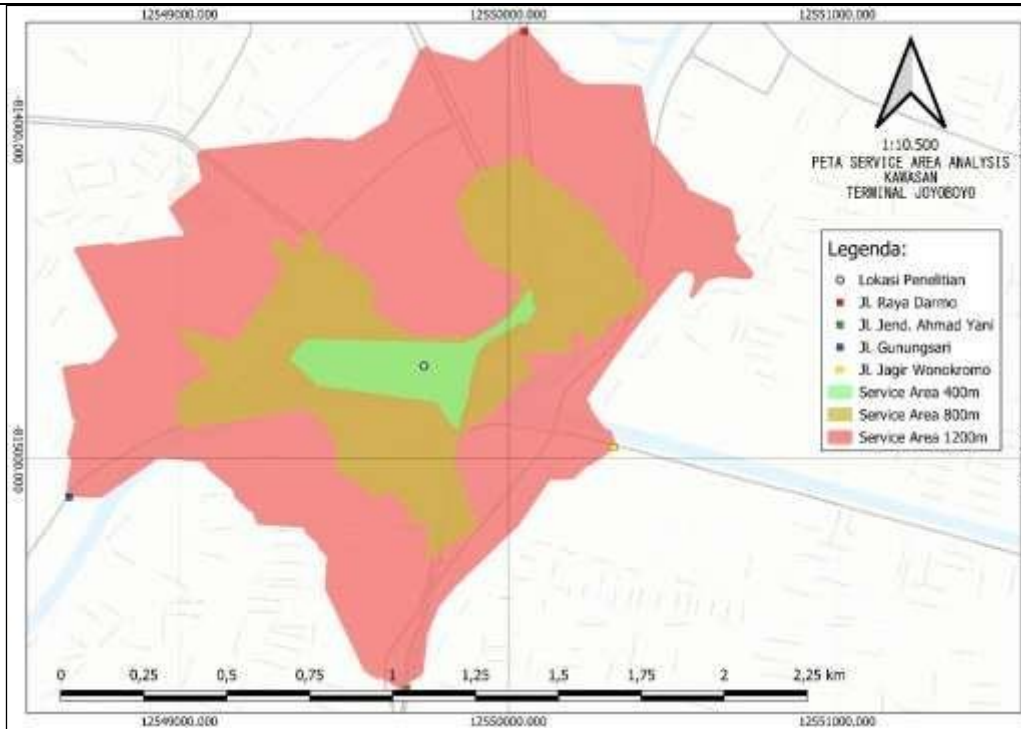 12549000.000 12550000.000 12551000.000
-814000.000
-815000.000
1:10.500
PETA SERVICE AREA ANALYSIS
KAWASAN
TERMINAL JOYOBOYO
Legenda:
Lokasi Penelitian
Jl. Raya Darmo
Jl. Jend. Ahmad Yani
Jl. Gunungsari
Jl. Jagir Wonokromo
Service Area 400m
Service Area 800m
Service Area 1200m
0 0,25 0,5 0,75 1 1,25 1,5 1,75 2 2,25 km
12549000.000 12550000.000 12551000.000